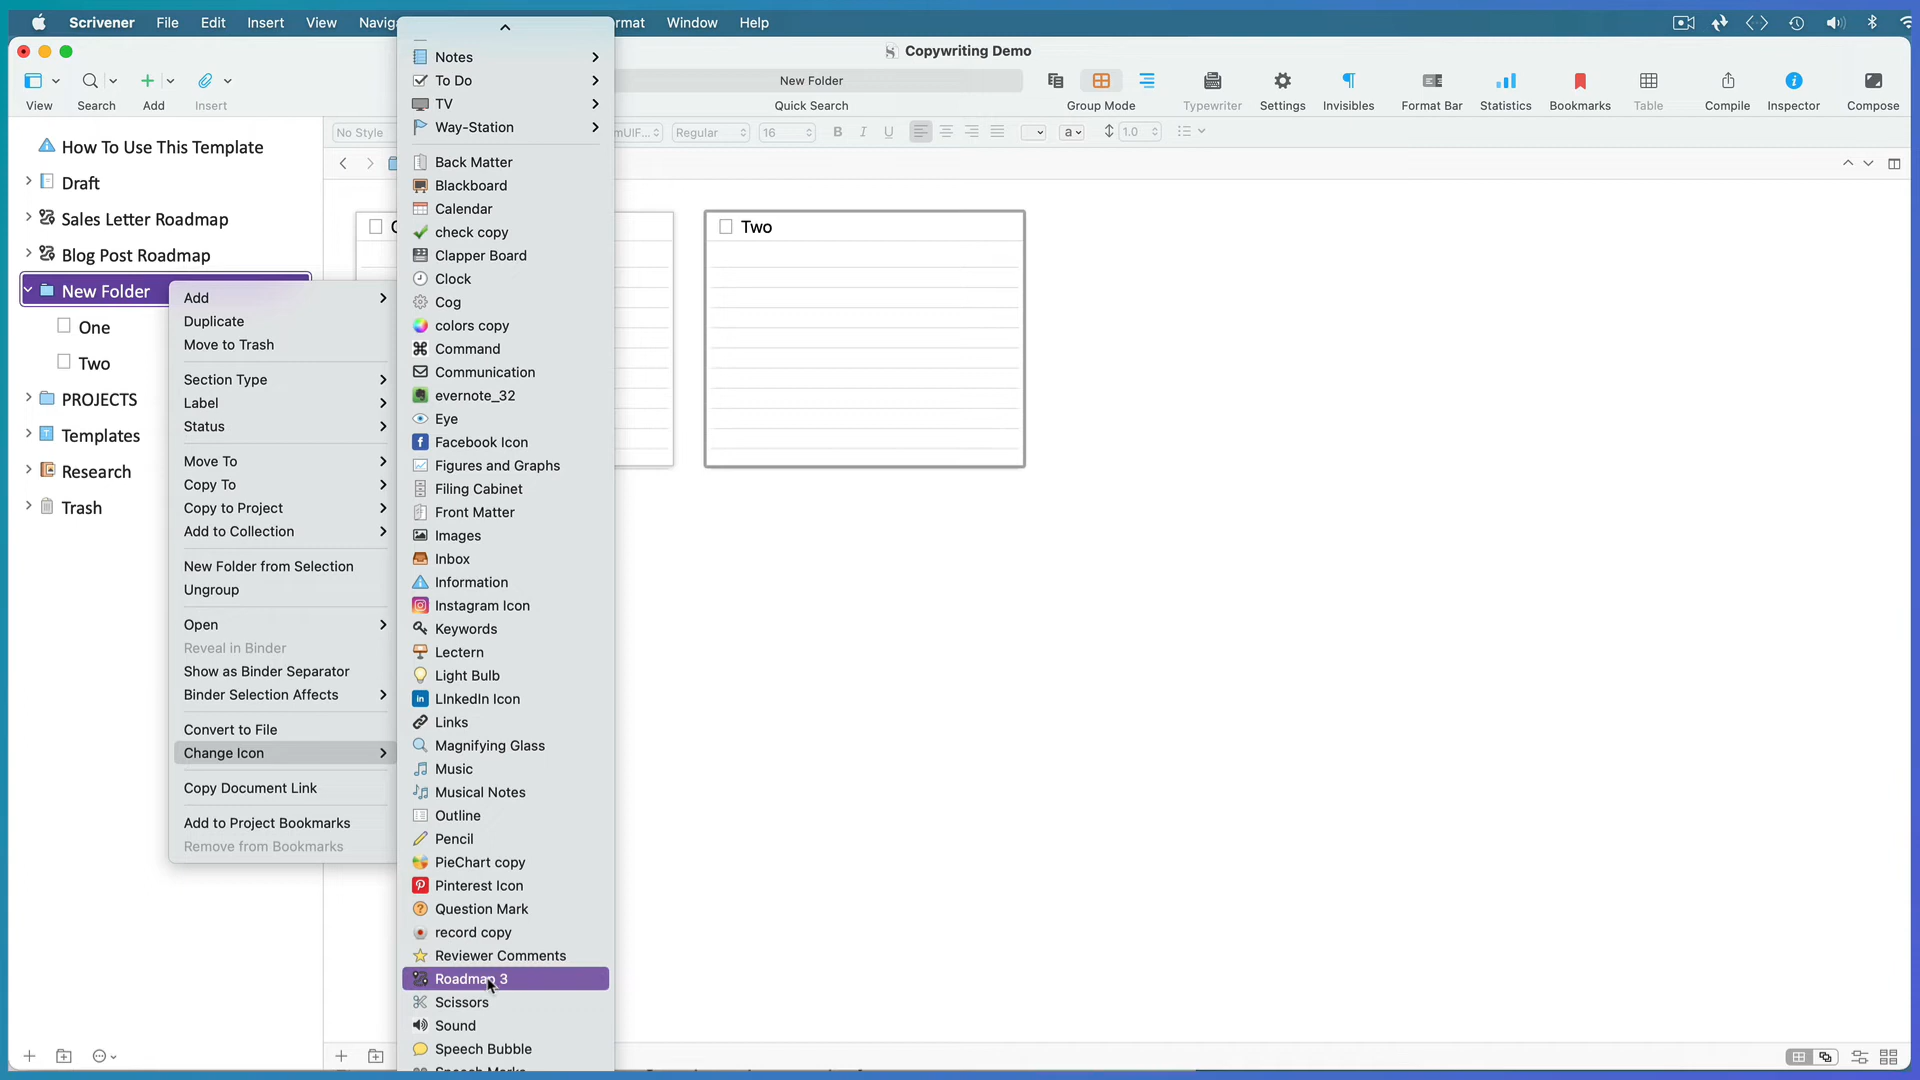 Scrivener File Edit Insert View Window Help
Copywriting Demo
New Folder
View Search Add Insert Quick Search Group Mode Typewriter Settings Invisibles Format Bar Statistics Bookmarks Table Compile Inspector Compose
No Style Regular 16 B I U a 1.0
How To Use This Template
Draft
Sales Letter Roadmap
Blog Post Roadmap
New Folder
One
Two
PROJECTS
Templates
Research
Trash
Add
Duplicate
Move to Trash
Section Type
Label
Status
Move To
Copy To
Copy to Project
Add to Collection
New Folder from Selection
Ungroup
Open
Reveal in Binder
Show as Binder Separator
Binder Selection Affects
Convert to File
Change Icon
Copy Document Link
Add to Project Bookmarks
Remove from Bookmarks
Notes
To Do
TV
Way-Station
Back Matter
Blackboard
Calendar
check copy
Clapper Board
Clock
Cog
colors copy
Command
Communication
evernote_32
Eye
Facebook Icon
Figures and Graphs
Filing Cabinet
Front Matter
Images
Inbox
Information
Instagram Icon
Keywords
Lectern
Light Bulb
LInkedIn Icon
Links
Magnifying Glass
Music
Musical Notes
Outline
Pencil
PieChart copy
Pinterest Icon
Question Mark
record copy
Reviewer Comments
Roadmap 3
Scissors
Sound
Speech Bubble
Two